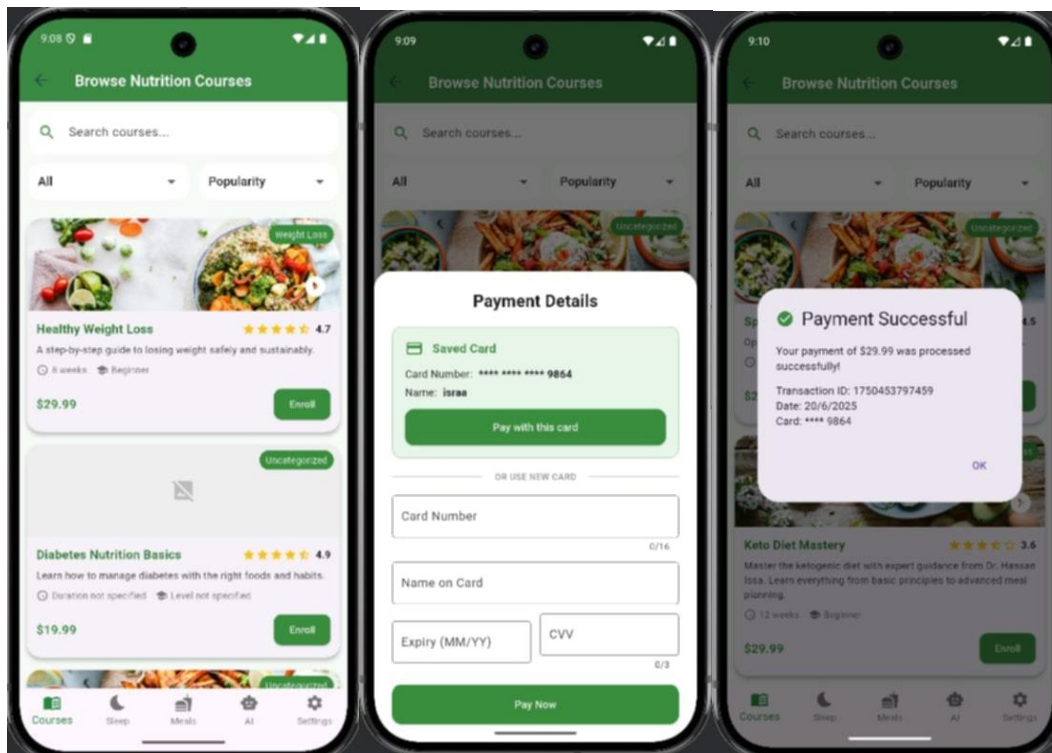 9:08
Browse Nutrition Courses
Search courses...
All
Popularity
Weight Loss
Healthy Weight Loss
4.7
A step-by-step guide to losing weight safely and sustainably.
8 weeks
Beginner
$29.99
Enroll
Uncategorized
Diabetes Nutrition Basics
4.9
Learn how to manage diabetes with the right foods and habits.
Duration not specified
Level not specified
$19.99
Enroll
Uncategorized
Courses
Sleep
Meals
AI
Settings
9:09
Browse Nutrition Courses
Search courses...
All
Popularity
Uncategorized
Payment Details
Saved Card
Card Number: **** **** **** 9864
Name: israa
Pay with this card
OR USE NEW CARD
Card Number
0/16
Name on Card
Expiry (MM/YY)
CVV
0/3
Pay Now
9:10
Browse Nutrition Courses
Search courses...
All
Popularity
Uncategorized
Sp
4.5
Op
$2
Payment Successful
Your payment of $29.99 was processed
successfully!
Transaction ID: 1750453797459
Date: 20/6/2025
Card: **** 9864
OK
Keto Diet Mastery
3.6
Master the ketogenic diet with expert guidance from Dr. Hassan
Issa. Learn everything from basic principles to advanced meal
planning.
12 weeks
Beginner
$29.99
Enroll
Courses
Sleep
Meals
AI
Settings